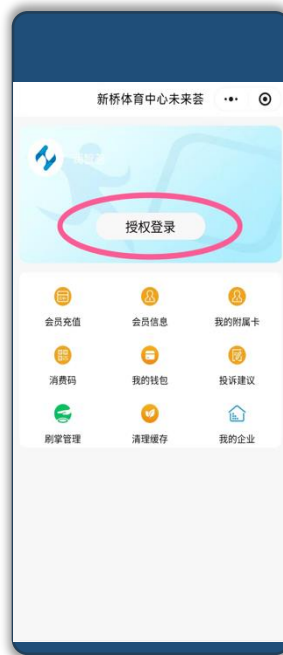 新桥体育中心未来荟
授权登录
会员充值 会员信息 我的附属卡
消费码 我的钱包 投诉建议
刷掌管理 清理缓存 我的企业